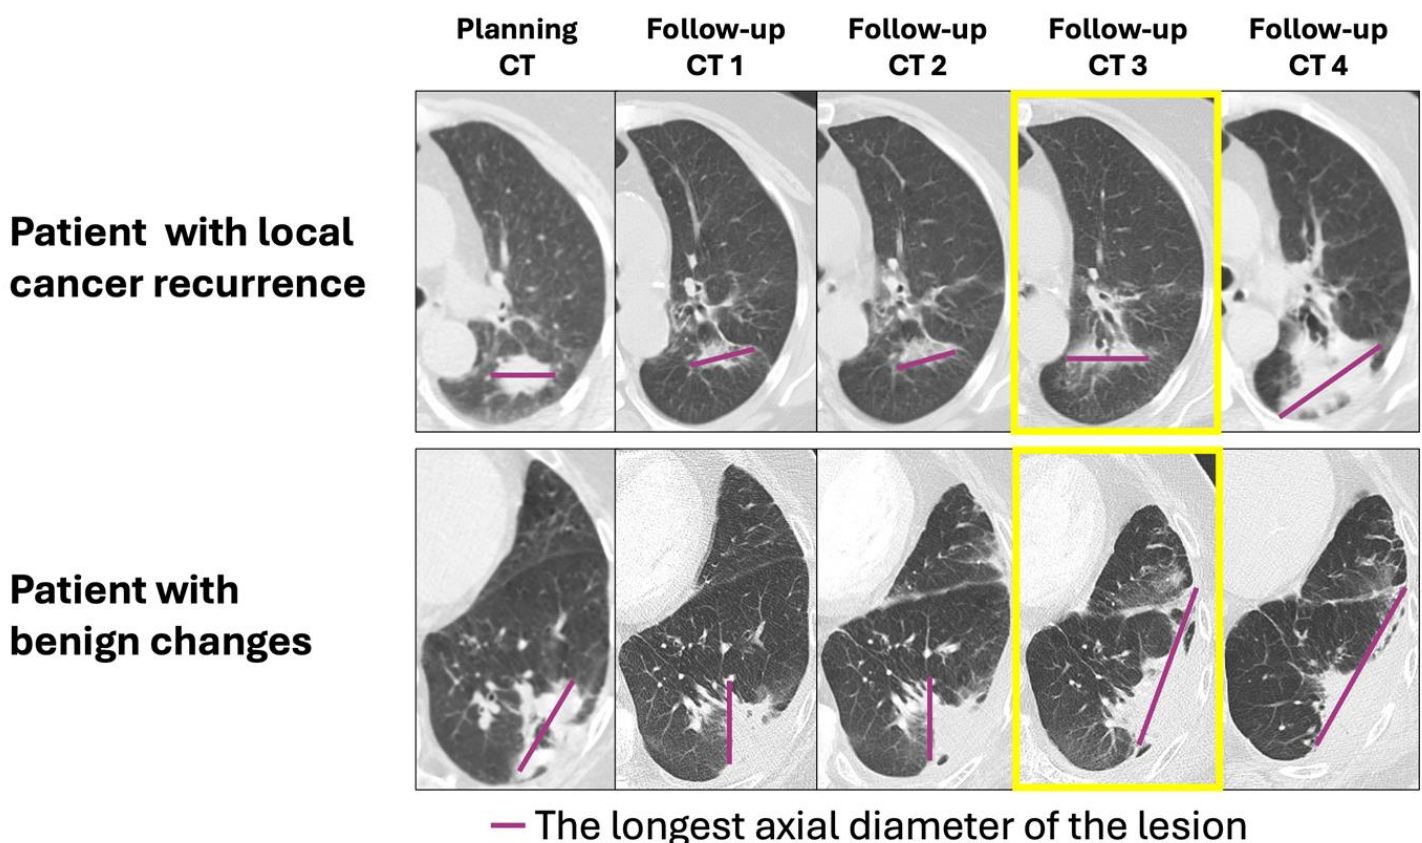 Planning
CT
Follow-up
CT 1
Follow-up
CT 2
Follow-up
CT 3
Follow-up
CT 4
Patient with local
cancer recurrence
Patient with
benign changes
The longest axial diameter of the lesion